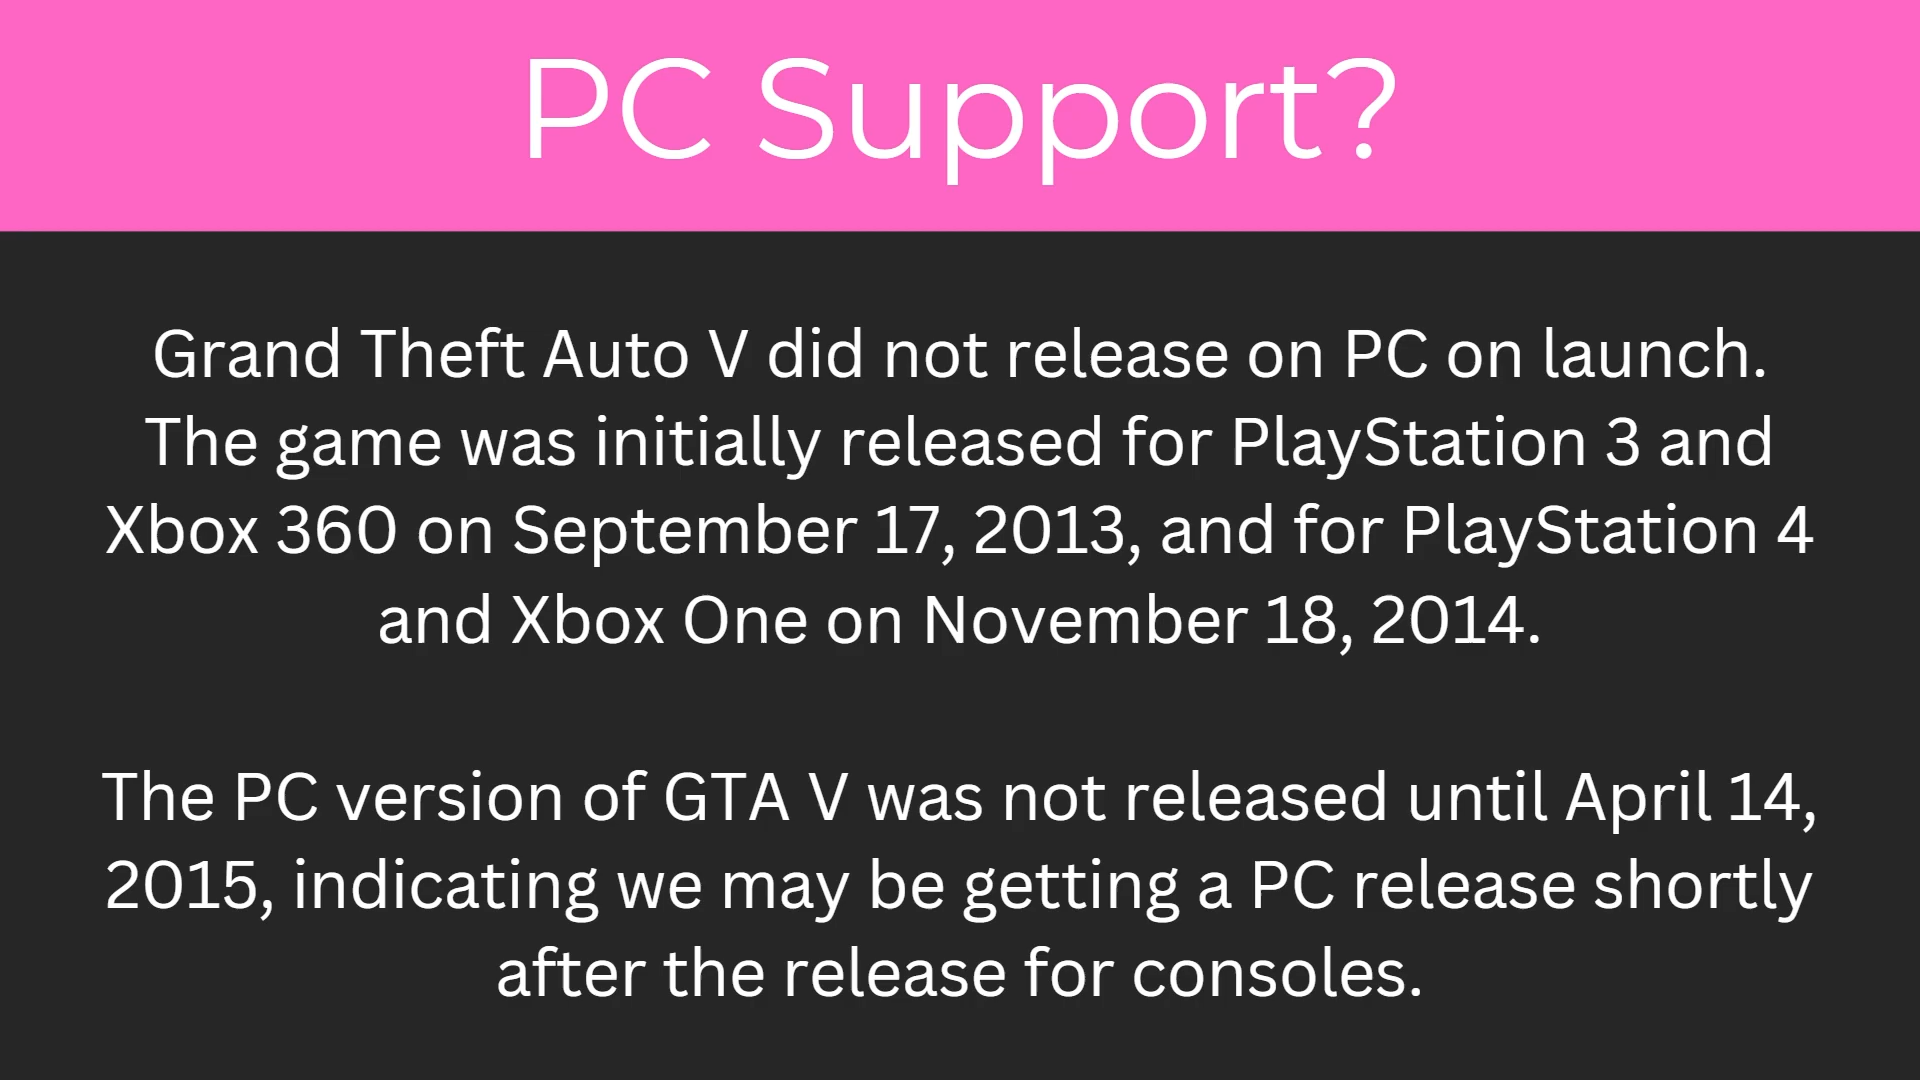 PC Support?
Grand Theft Auto V did not release on PC on launch.
The game was initially released for PlayStation 3 and
Xbox 360 on September 17, 2013, and for PlayStation 4
and Xbox One on November 18, 2014.
The PC version of GTA V was not released until April 14,
2015, indicating we may be getting a PC release shortly
after the release for consoles.